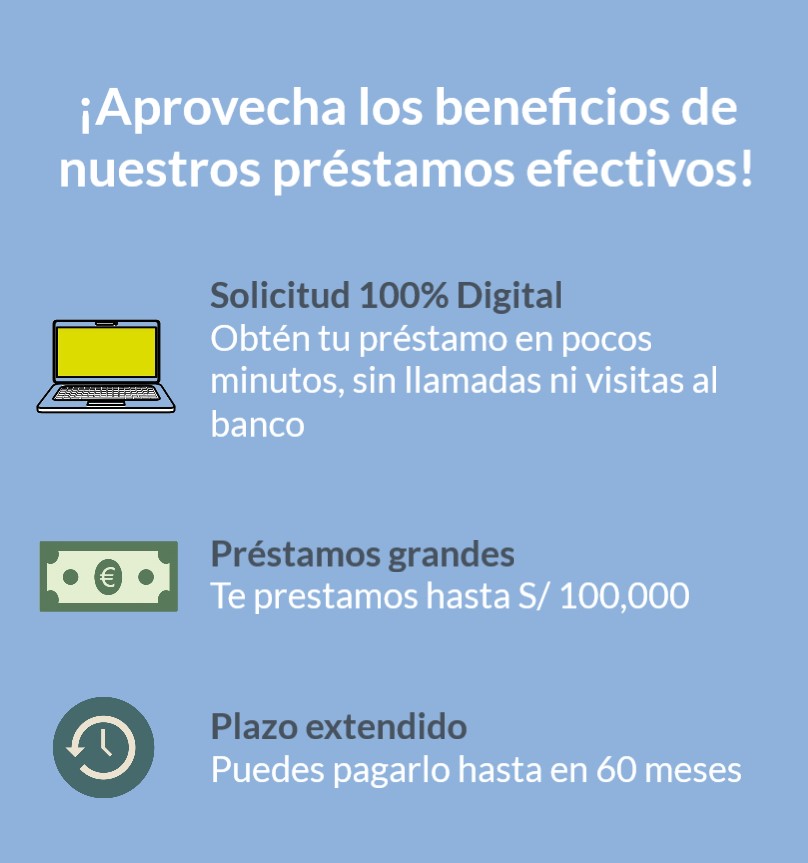 ¡Aprovecha los beneficios de
nuestros préstamos efectivos!
Solicitud 100% Digital
Obtén tu préstamo en pocos
minutos, sin llamadas ni visitas al
banco
€
Préstamos grandes
Te prestamos hasta S/ 100,000
Plazo extendido
Puedes pagarlo hasta en 60 meses